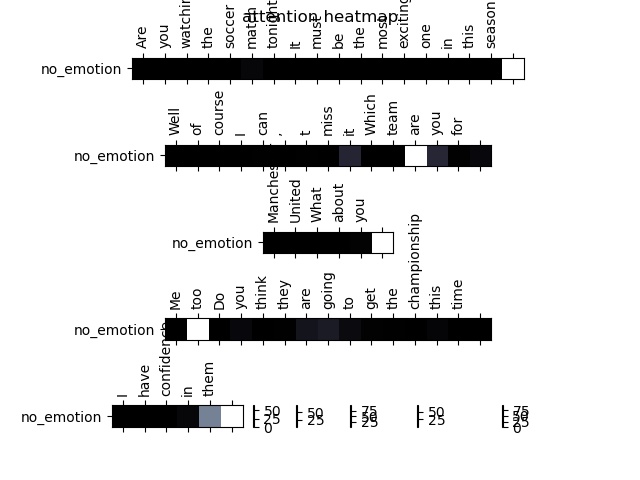 attention heatmap
Are you watchin the soccer match tonight It must be the most exciting one in this season
no_emotion
Well of course I can ' t miss it Which team are you for
no_emotion
Manches United What about you
no_emotion
Me too Do you think they are going to get the championship this time
no_emotion
I have confidence in them
no_emotion
50 25 0
50 25
75 50 25
50 25
75 50 25 0